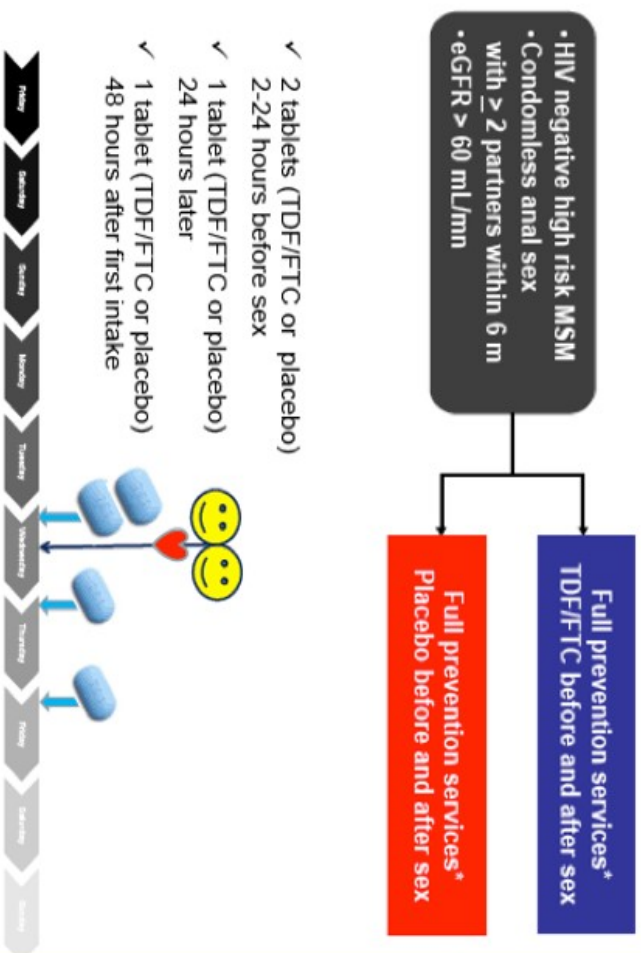 • HIV negative high risk MSM
• Condomless anal sex
with > 2 partners within 6 m
• eGFR > 60 mL/mn
Full prevention services*
TDF/FTC before and after sex
Full prevention services*
Placebo before and after sex
✓ 2 tablets (TDF/FTC or placebo)
2-24 hours before sex
✓ 1 tablet (TDF/FTC or placebo)
24 hours later
✓ 1 tablet (TDF/FTC or placebo)
48 hours after first intake
Friday
Saturday
Sunday
Monday
Tuesday
Wednesday
Thursday
Friday
Saturday
Sunday